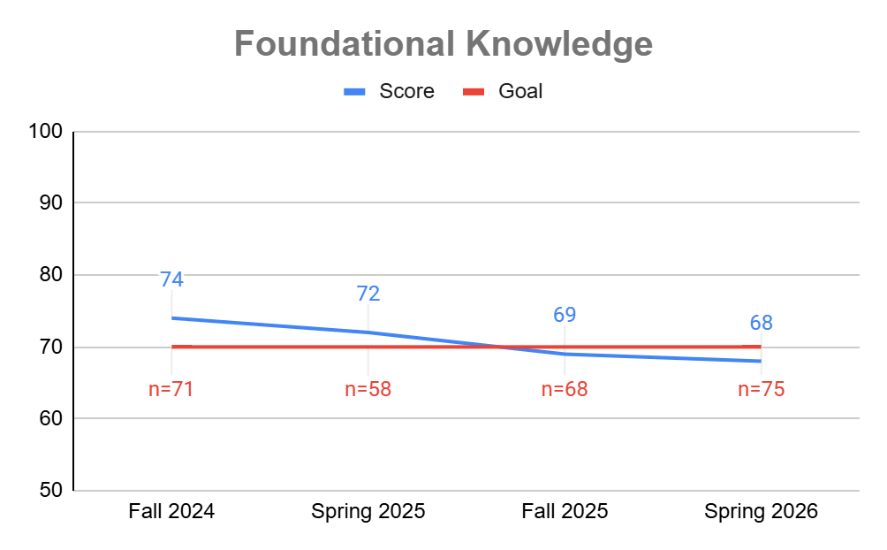 Foundational Knowledge
Score Goal
100
90
80
70
60
50
74
72
69
68
n=71
n=58
n=68
n=75
Fall 2024 Spring 2025 Fall 2025 Spring 2026